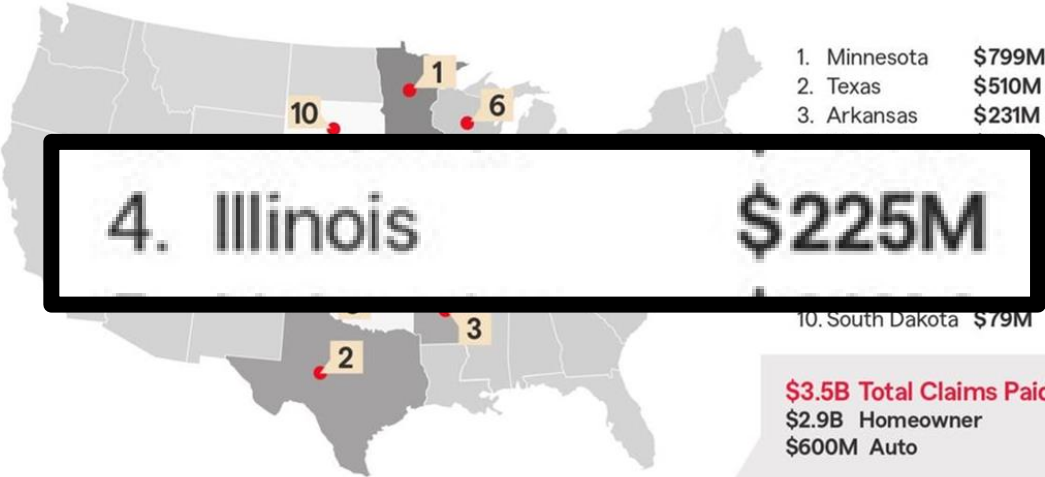 1
10
6
1. Minnesota $799M
2. Texas $510M
3. Arkansas $231M
4. Illinois $225M
10. South Dakota $79M
3
2
$3.5B Total Claims Paid
$2.9B Homeowner
$600M Auto